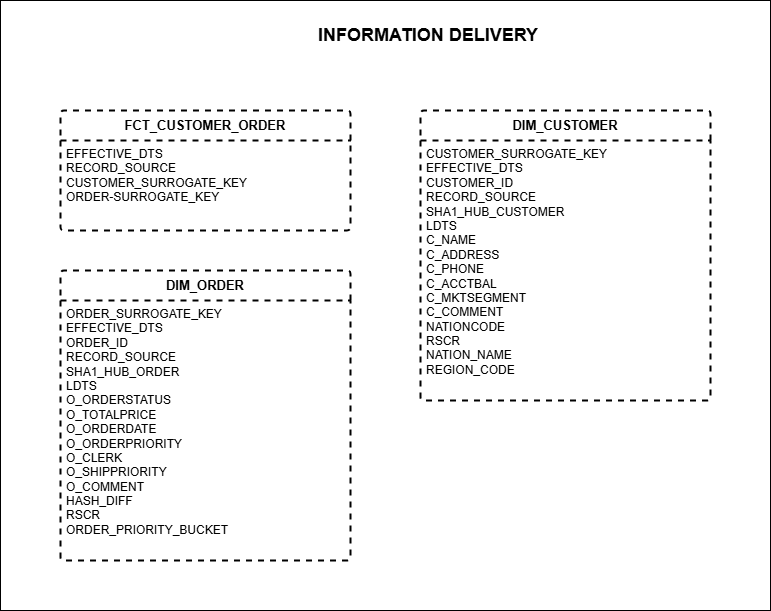 INFORMATION DELIVERY
FCT_CUSTOMER_ORDER
EFFECTIVE_DTS
RECORD_SOURCE
CUSTOMER_SURROGATE_KEY
ORDER-SURROGATE_KEY
DIM_CUSTOMER
CUSTOMER_SURROGATE_KEY
EFFECTIVE_DTS
CUSTOMER_ID
RECORD_SOURCE
SHA1_HUB_CUSTOMER
LDTS
C_NAME
C_ADDRESS
C_PHONE
C_ACCTBAL
C_MKTSEGMENT
C_COMMENT
NATIONCODE
RSCR
NATION_NAME
REGION_CODE
DIM_ORDER
ORDER_SURROGATE_KEY
EFFECTIVE_DTS
ORDER_ID
RECORD_SOURCE
SHA1_HUB_ORDER
LDTS
O_ORDERSTATUS
O_TOTALPRICE
O_ORDERDATE
O_ORDERPRIORITY
O_CLERK
O_SHIPPRIORITY
O_COMMENT
HASH_DIFF
RSCR
ORDER_PRIORITY_BUCKET